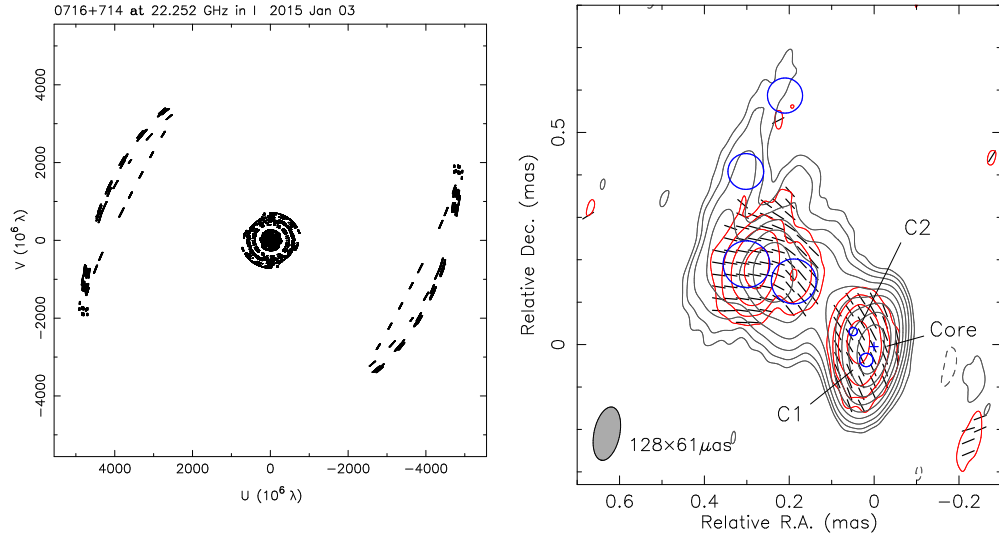 0716+714 at 22.252 GHz in I 2015 Jan 03
V (10⁶ λ)
4000
2000
0
−2000
−4000
4000
2000
0
−2000
−4000
U (10⁶ λ)
Relative Dec. (mas)
0.5
0
C2
Core
C1
128×61μas
0.6
0.4
0.2
0
−0.2
Relative R.A. (mas)